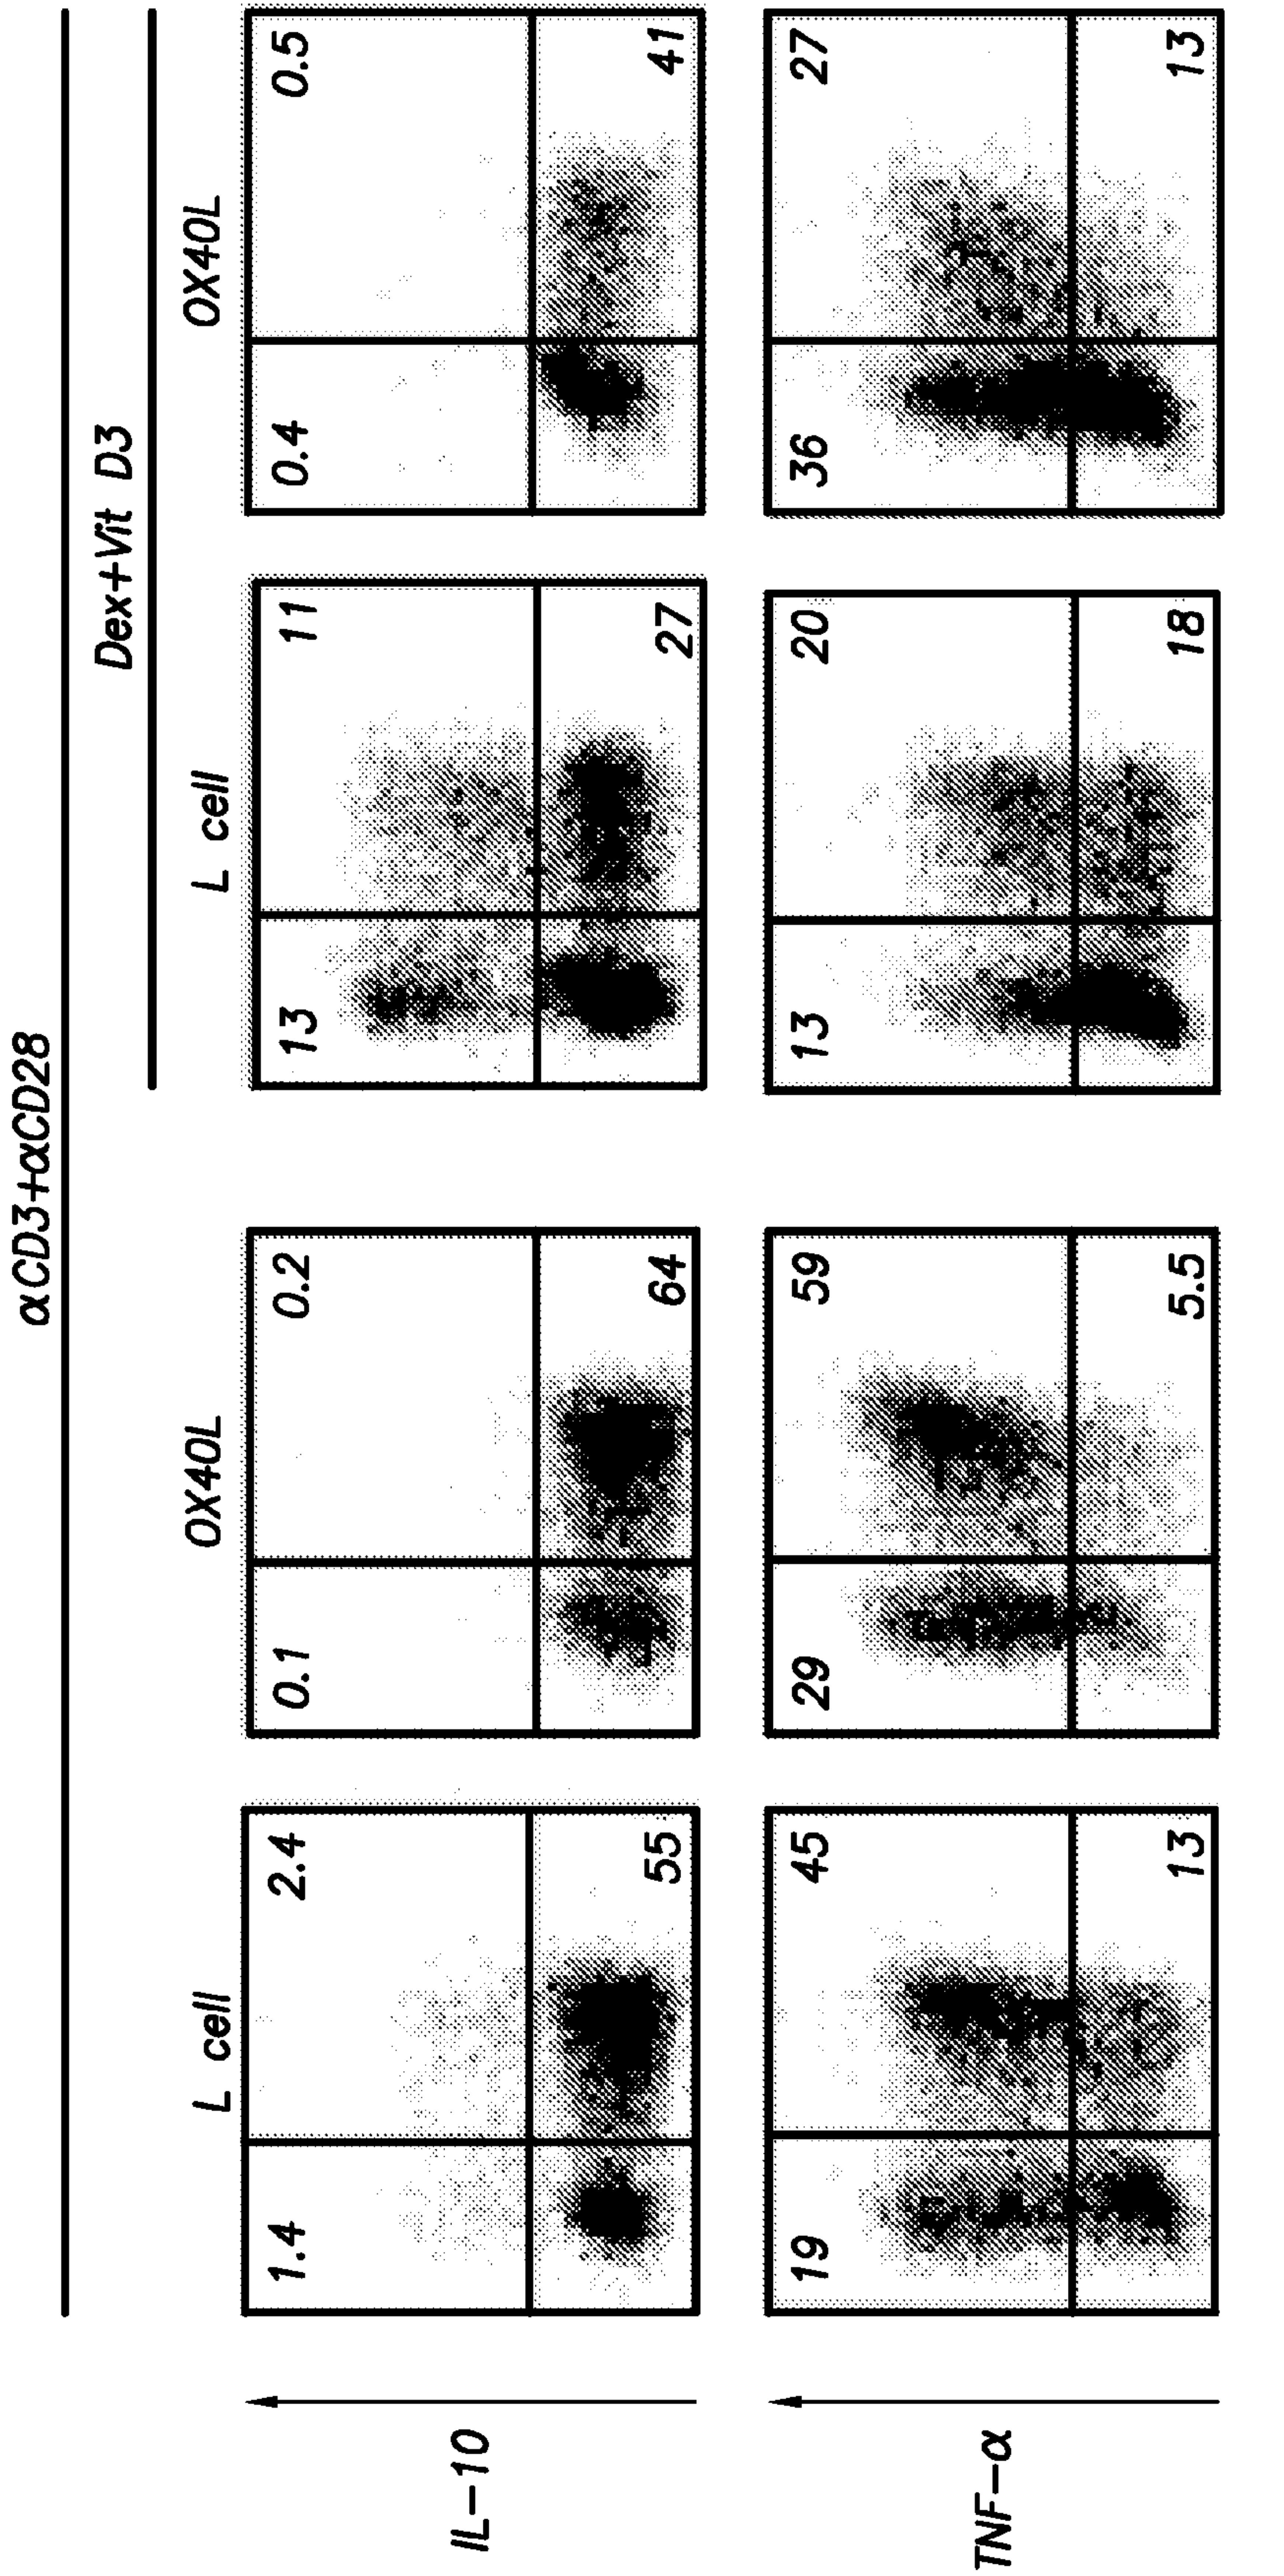 αCD3+αCD28
Dex+Vit D3
L cell OX40L L cell OX40L
1.4 2.4 0.1 0.2 13 11 0.4 0.5
IL-10
55 64 27 41
19 45 29 59 13 20 36 27
TNF-α
13 5.5 18 13